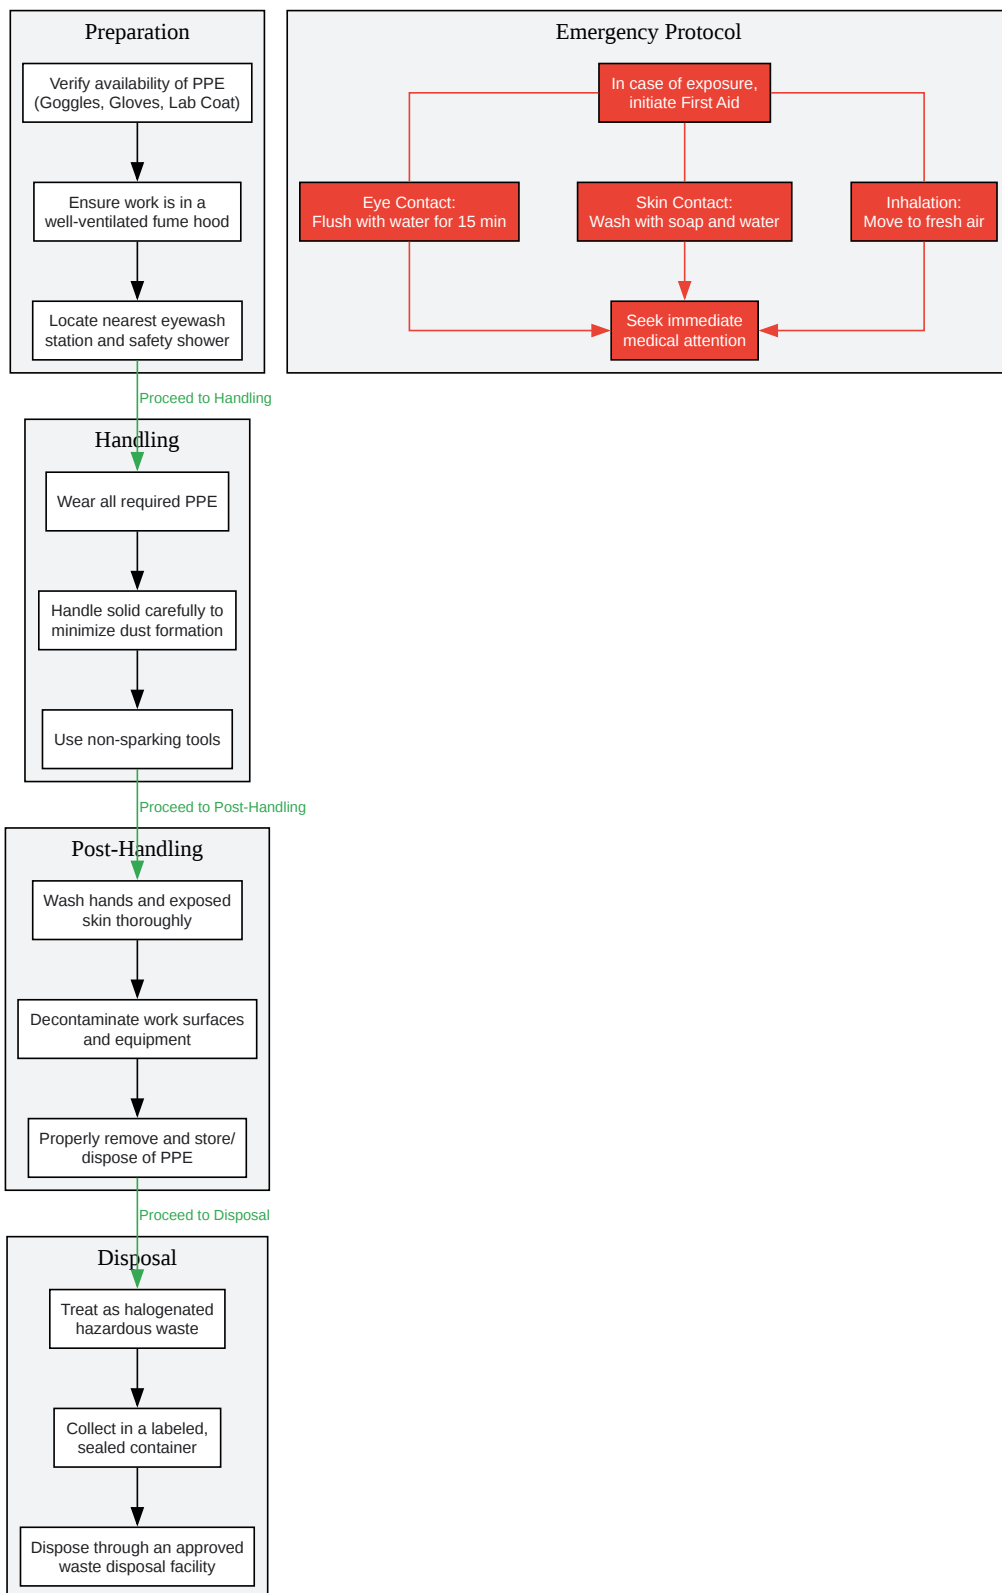 Preparation
Verify availability of PPE
(Goggles, Gloves, Lab Coat)
Ensure work is in a
well-ventilated fume hood
Locate nearest eyewash
station and safety shower
Proceed to Handling
Emergency Protocol
In case of exposure,
initiate First Aid
Eye Contact:
Flush with water for 15 min
Skin Contact:
Wash with soap and water
Inhalation:
Move to fresh air
Seek immediate
medical attention
Handling
Wear all required PPE
Handle solid carefully to
minimize dust formation
Use non-sparking tools
Proceed to Post-Handling
Post-Handling
Wash hands and exposed
skin thoroughly
Decontaminate work surfaces
and equipment
Properly remove and store/
dispose of PPE
Proceed to Disposal
Disposal
Treat as halogenated
hazardous waste
Collect in a labeled,
sealed container
Dispose through an approved
waste disposal facility